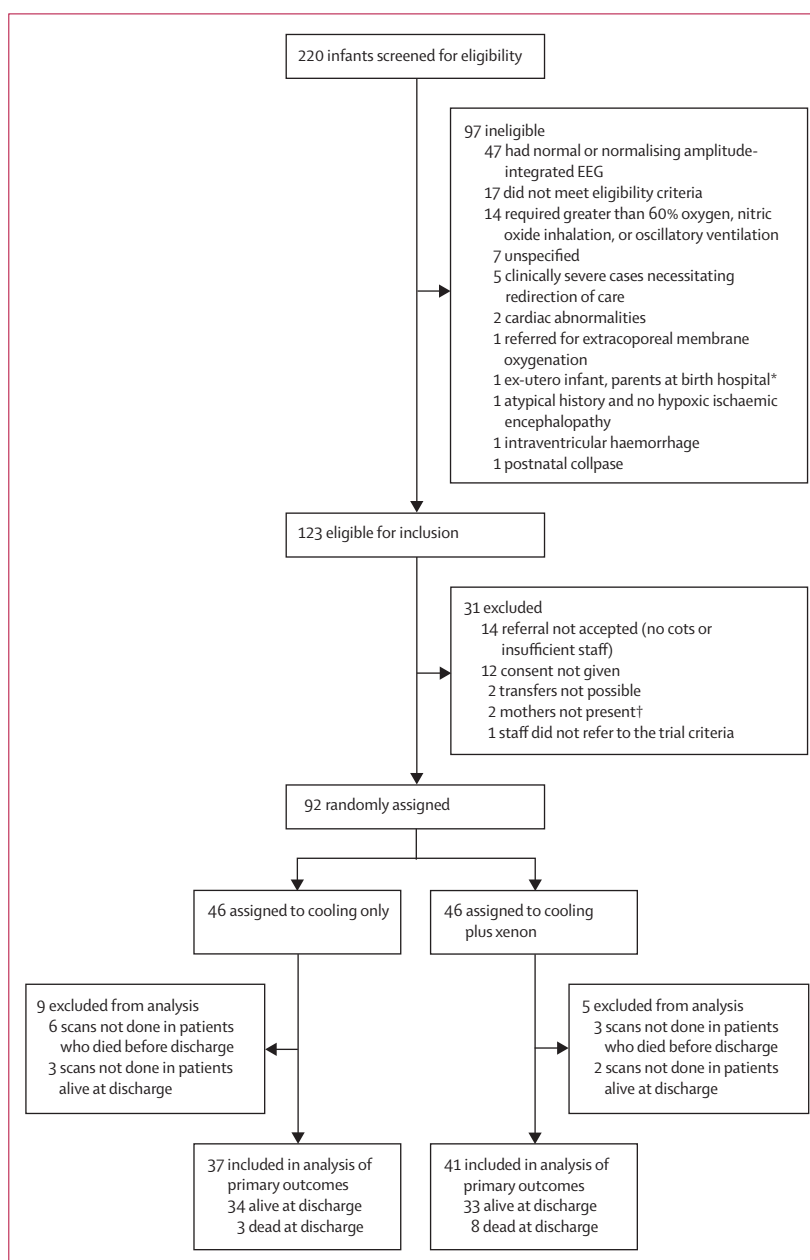 220 infants screened for eligibility
97 ineligible
47 had normal or normalising amplitude-
integrated EEG
17 did not meet eligibility criteria
14 required greater than 60% oxygen, nitric
oxide inhalation, or oscillatory ventilation
7 unspecified
5 clinically severe cases necessitating
redirection of care
2 cardiac abnormalities
1 referred for extracoporeal membrane
oxygenation
1 ex-utero infant, parents at birth hospital*
1 atypical history and no hypoxic ischaemic
encephalopathy
1 intraventricular haemorrhage
1 postnatal collpase
123 eligible for inclusion
31 excluded
14 referral not accepted (no cots or
insufficient staff)
12 consent not given
2 transfers not possible
2 mothers not present†
1 staff did not refer to the trial criteria
92 randomly assigned
46 assigned to cooling only
46 assigned to cooling
plus xenon
9 excluded from analysis
6 scans not done in patients
who died before discharge
3 scans not done in patients
alive at discharge
5 excluded from analysis
3 scans not done in patients
who died before discharge
2 scans not done in patients
alive at discharge
37 included in analysis of
primary outcomes
34 alive at discharge
3 dead at discharge
41 included in analysis of
primary outcomes
33 alive at discharge
8 dead at discharge